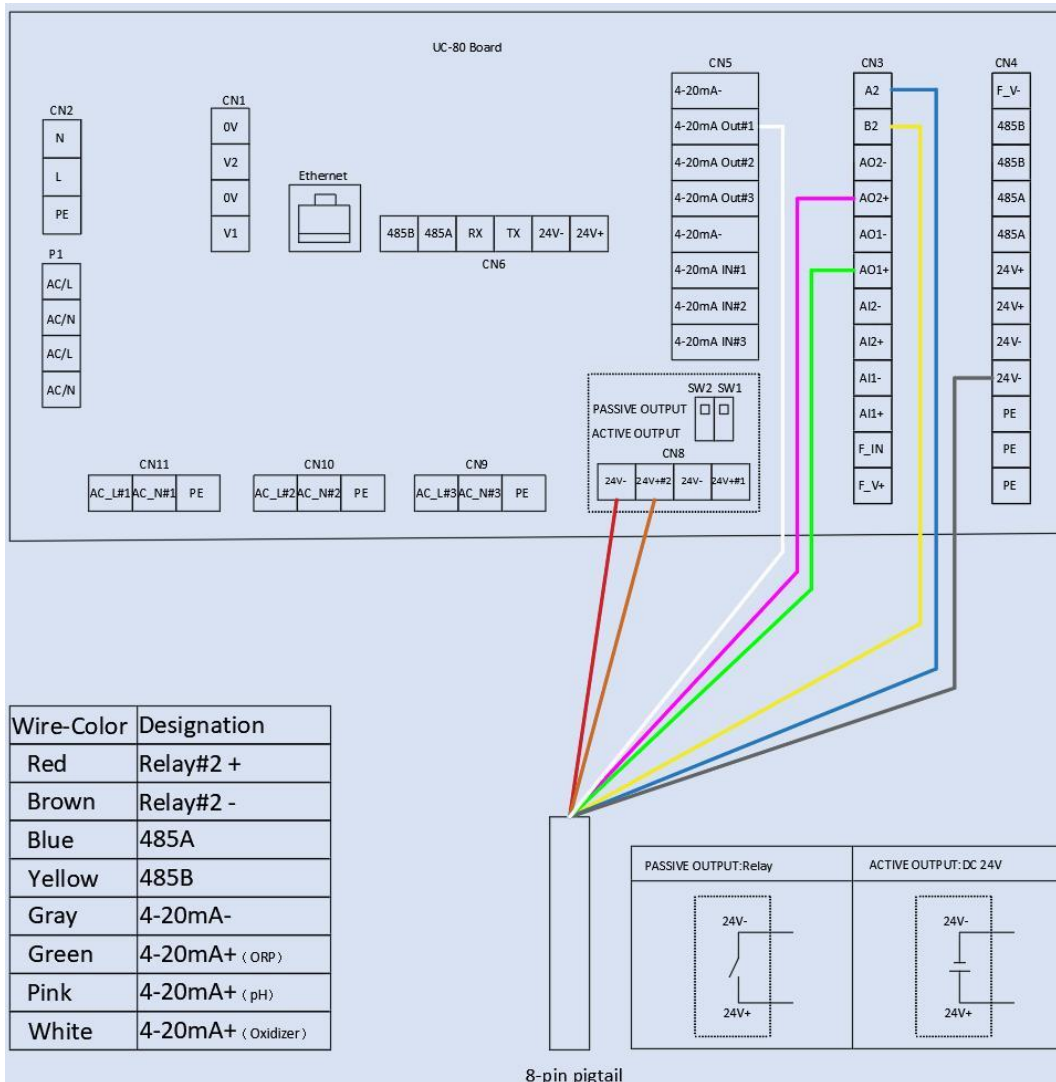 UC-80 Board
CN2
N
L
PE
P1
AC/L
AC/N
AC/L
AC/N
CN1
0V
V2
0V
V1
Ethernet
485B 485A RX TX 24V- 24V+
CN6
CN5
4-20mA-
4-20mA Out#1
4-20mA Out#2
4-20mA Out#3
4-20mA-
4-20mA IN#1
4-20mA IN#2
4-20mA IN#3
CN3
A2
B2
AO2-
AO2+
AO1-
AO1+
AI2-
AI2+
AI1-
AI1+
F_IN
F_V+
CN4
F_V-
485B
485B
485A
485A
24V+
24V+
24V-
24V-
PE
PE
PE
SW2 SW1
PASSIVE OUTPUT
ACTIVE OUTPUT
CN8
24V- 24V+#2 24V- 24V+#1
CN11
AC_L#1 AC_N#1 PE
CN10
AC_L#2 AC_N#2 PE
CN9
AC_L#3 AC_N#3 PE
Wire-Color Designation
Red Relay#2 +
Brown Relay#2 -
Blue 485A
Yellow 485B
Gray 4-20mA-
Green 4-20mA+ (ORP)
Pink 4-20mA+ (pH)
White 4-20mA+ (Oxidizer)
8-pin pigtail
PASSIVE OUTPUT:Relay
24V-
24V+
ACTIVE OUTPUT:DC 24V
24V-
24V+